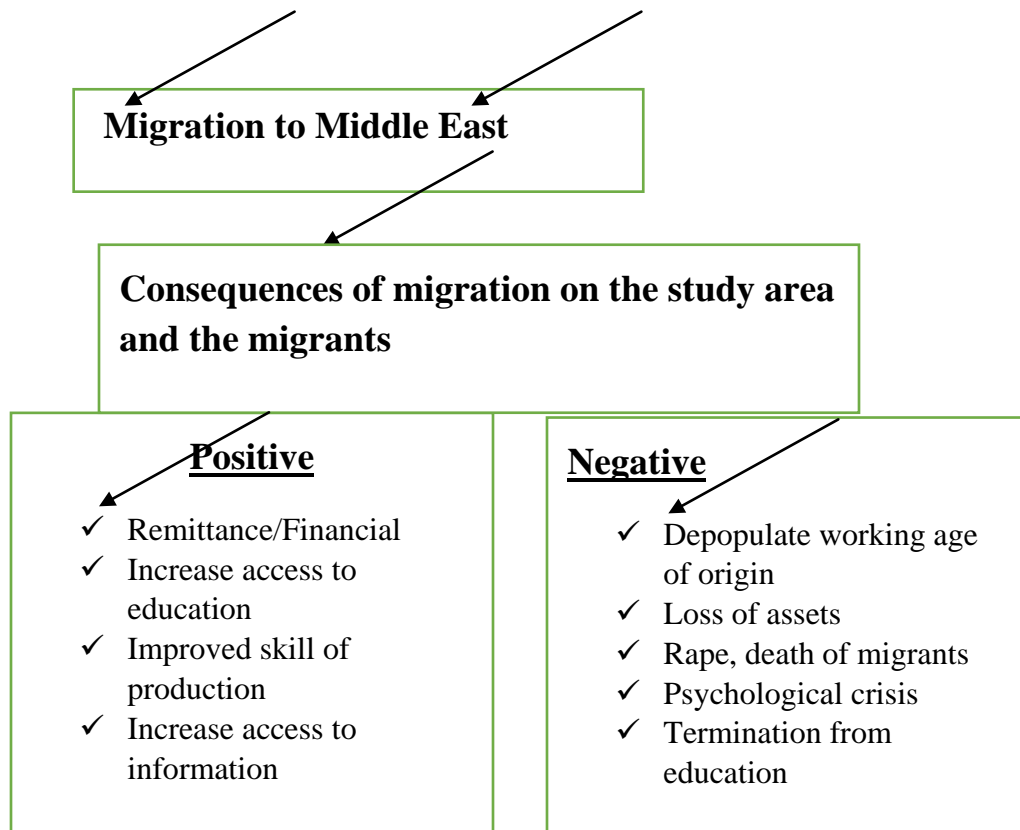 Migration to Middle East
Consequences of migration on the study area
and the migrants
Positive
✓ Remittance/Financial
✓ Increase access to
education
✓ Improved skill of
production
✓ Increase access to
information
Negative
✓ Depopulate working age
of origin
✓ Loss of assets
✓ Rape, death of migrants
✓ Psychological crisis
✓ Termination from
education